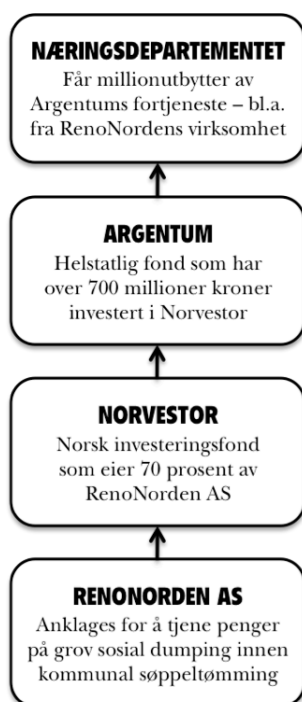 NÆRINGSDEPARTEMENTET
Får millionutbytter av
Argentums fortjeneste – bl.a.
fra RenoNordens virksomhet
ARGENTUM
Helstatlig fond som har
over 700 millioner kroner
investert i Norvestor
NORVESTOR
Norsk investeringsfond
som eier 70 prosent av
RenoNorden AS
RENONORDEN AS
Anklages for å tjene penger
på grov sosial dumping innen
kommunal søppeltømming